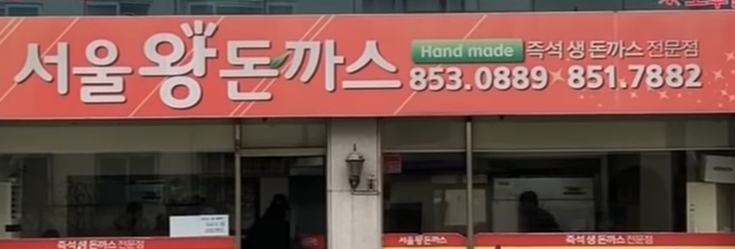 서울왕돈까스
Hand made 즉석 생 돈까스 전문점
853.0889 851.7882
즉석 생 돈까스 전문점
서울왕돈까스
즉석 생 돈까스 전문점